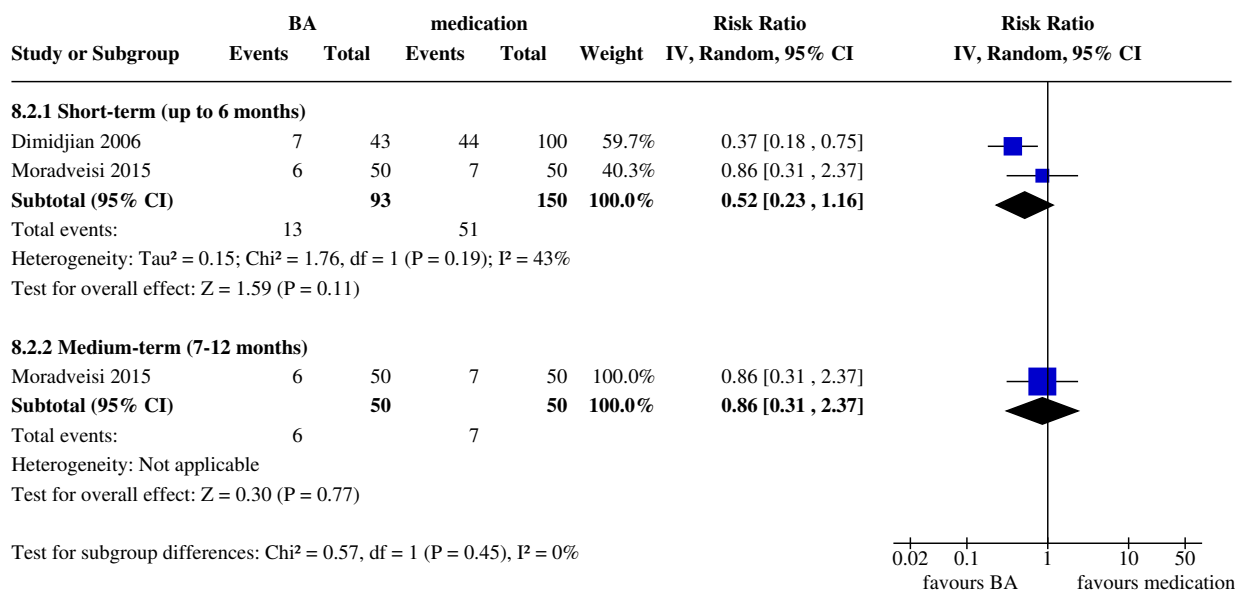 BA medication Risk Ratio Risk Ratio
Study or Subgroup Events Total Events Total Weight IV, Random, 95% CI IV, Random, 95% CI
8.2.1 Short-term (up to 6 months)
Dimidjian 2006 7 43 44 100 59.7% 0.37 [0.18 , 0.75]
Moradveisi 2015 6 50 7 50 40.3% 0.86 [0.31 , 2.37]
Subtotal (95% CI) 93 150 100.0% 0.52 [0.23 , 1.16]
Total events: 13 51
Heterogeneity: Tau² = 0.15; Chi² = 1.76, df = 1 (P = 0.19); I² = 43%
Test for overall effect: Z = 1.59 (P = 0.11)
8.2.2 Medium-term (7-12 months)
Moradveisi 2015 6 50 7 50 100.0% 0.86 [0.31 , 2.37]
Subtotal (95% CI) 50 50 100.0% 0.86 [0.31 , 2.37]
Total events: 6 7
Heterogeneity: Not applicable
Test for overall effect: Z = 0.30 (P = 0.77)
Test for subgroup differences: Chi² = 0.57, df = 1 (P = 0.45), I² = 0%
0.02 0.1 1 10 50
favours BA favours medication